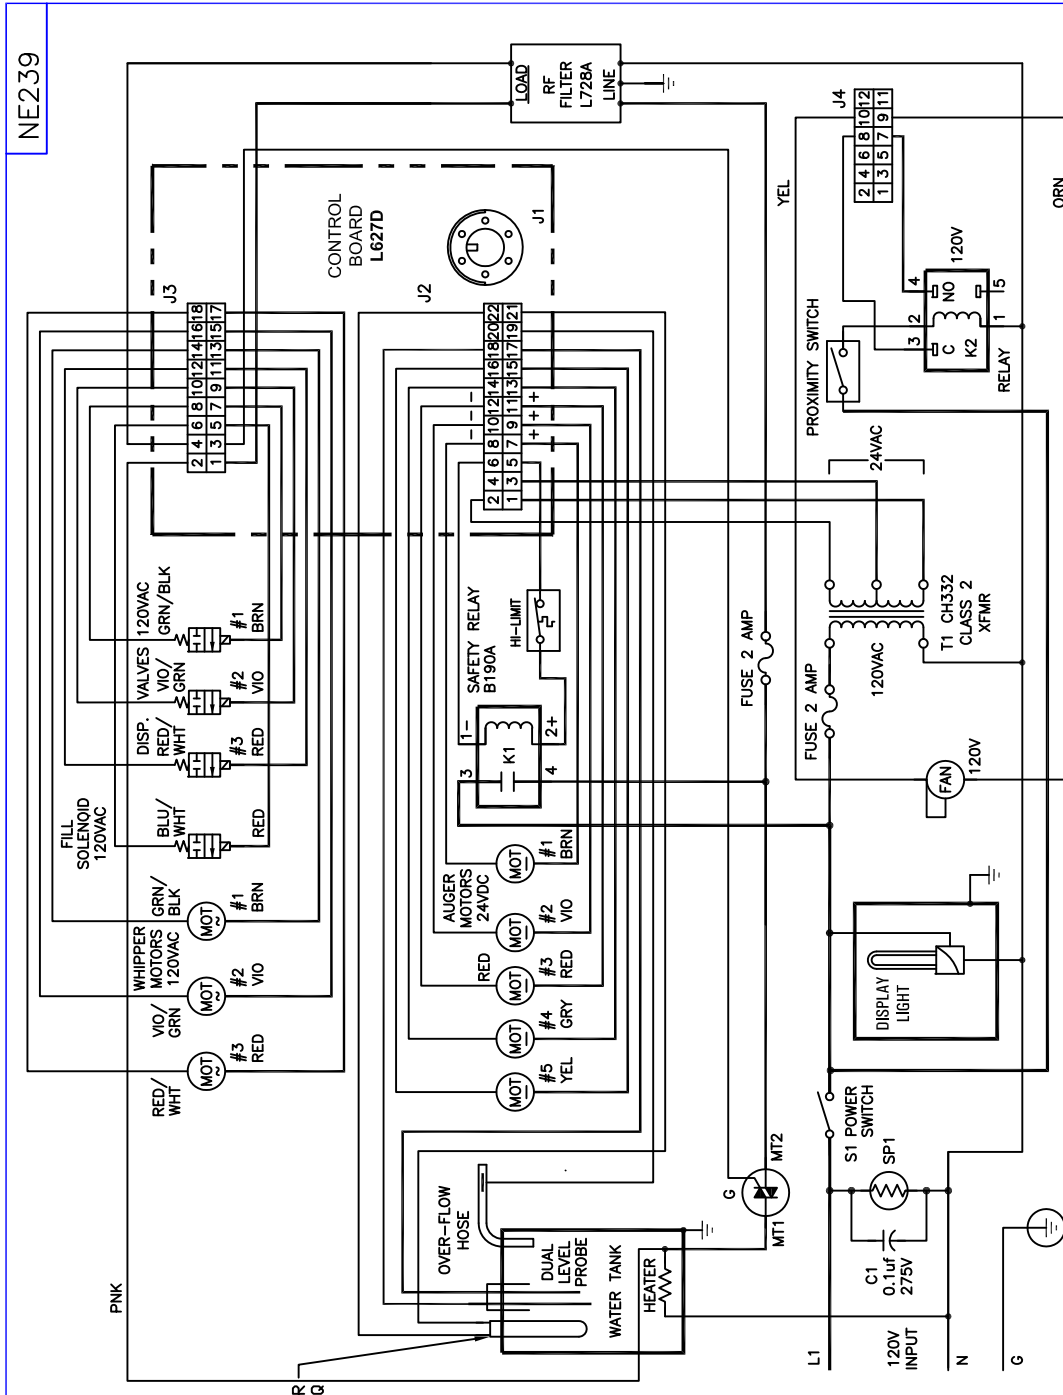 NE239
LOAD
RF
FILTER
L728A
LINE
J3
18 16 14 12 10 8 6 4 2
17 15 13 11 9 7 5 3 1
CONTROL
BOARD
L627D
J1
J2
22 20 18 16 14 12 10 8 6 4 2
21 19 17 15 13 11 9 7 5 3 1
- - -
+ + +
J4
2 4 6 8 10 12
1 3 5 7 9 11
YEL
ORN
VALVES 120VAC
DISP.
GRN/BLK
#1
BRN
VIO/
GRN
#2
VIO
RED/
WHT
#3
RED
FILL
SOLENOID
120VAC
BLU/
WHT
RED
WHIPPER
MOTORS
120VAC
GRN/
BLK
MOT
~
#1
BRN
VIO/
GRN
MOT
~
#2
VIO
RED/
WHT
MOT
~
#3
RED
SAFETY RELAY
B190A
1-
2+
3
4
K1
HI-LIMIT
AUGER
MOTORS
24VDC
MOT
#1
BRN
MOT
#2
VIO
RED
MOT
#3
RED
MOT
#4
GRY
MOT
#5
YEL
FUSE 2 AMP
FUSE 2 AMP
120VAC
24VAC
T1 CH332
CLASS 2
XFMR
PROXIMITY SWITCH
120V
3
2
4
C
NO
K2
1
5
RELAY
FAN
120V
DISPLAY
LIGHT
S1 POWER
SWITCH
SP1
C1
0.1uf
275V
L1
120V
INPUT
N
G
G
MT1
MT2
OVER-FLOW
HOSE
DUAL
LEVEL
PROBE
WATER TANK
HEATER
PNK
R
Q